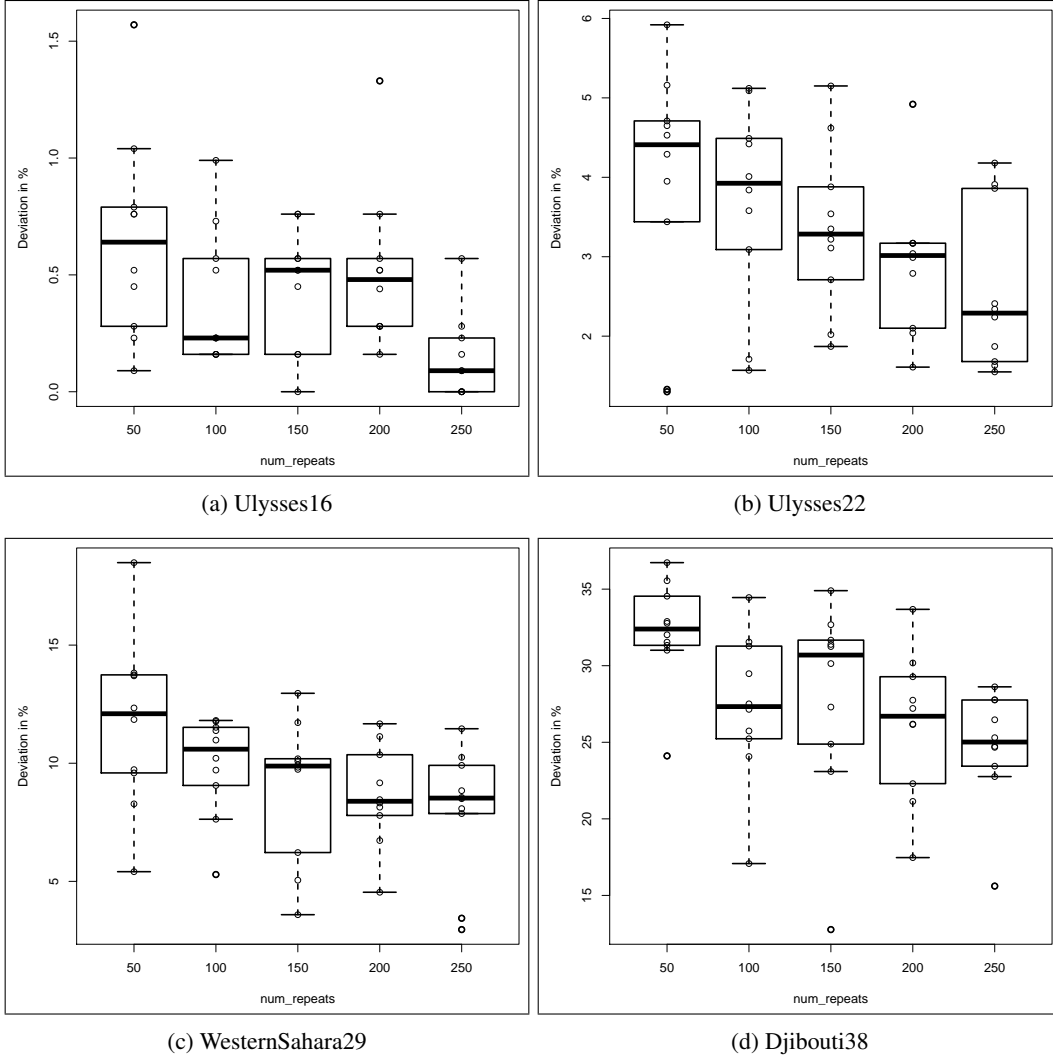 Deviation in %
1.5
1.0
0.5
0.0
50 100 150 200 250
num_repeats
(a) Ulysses16
Deviation in %
6
5
4
3
2
50 100 150 200 250
num_repeats
(b) Ulysses22
Deviation in %
15
10
5
50 100 150 200 250
num_repeats
(c) WesternSahara29
Deviation in %
35
30
25
20
15
50 100 150 200 250
num_repeats
(d) Djibouti38